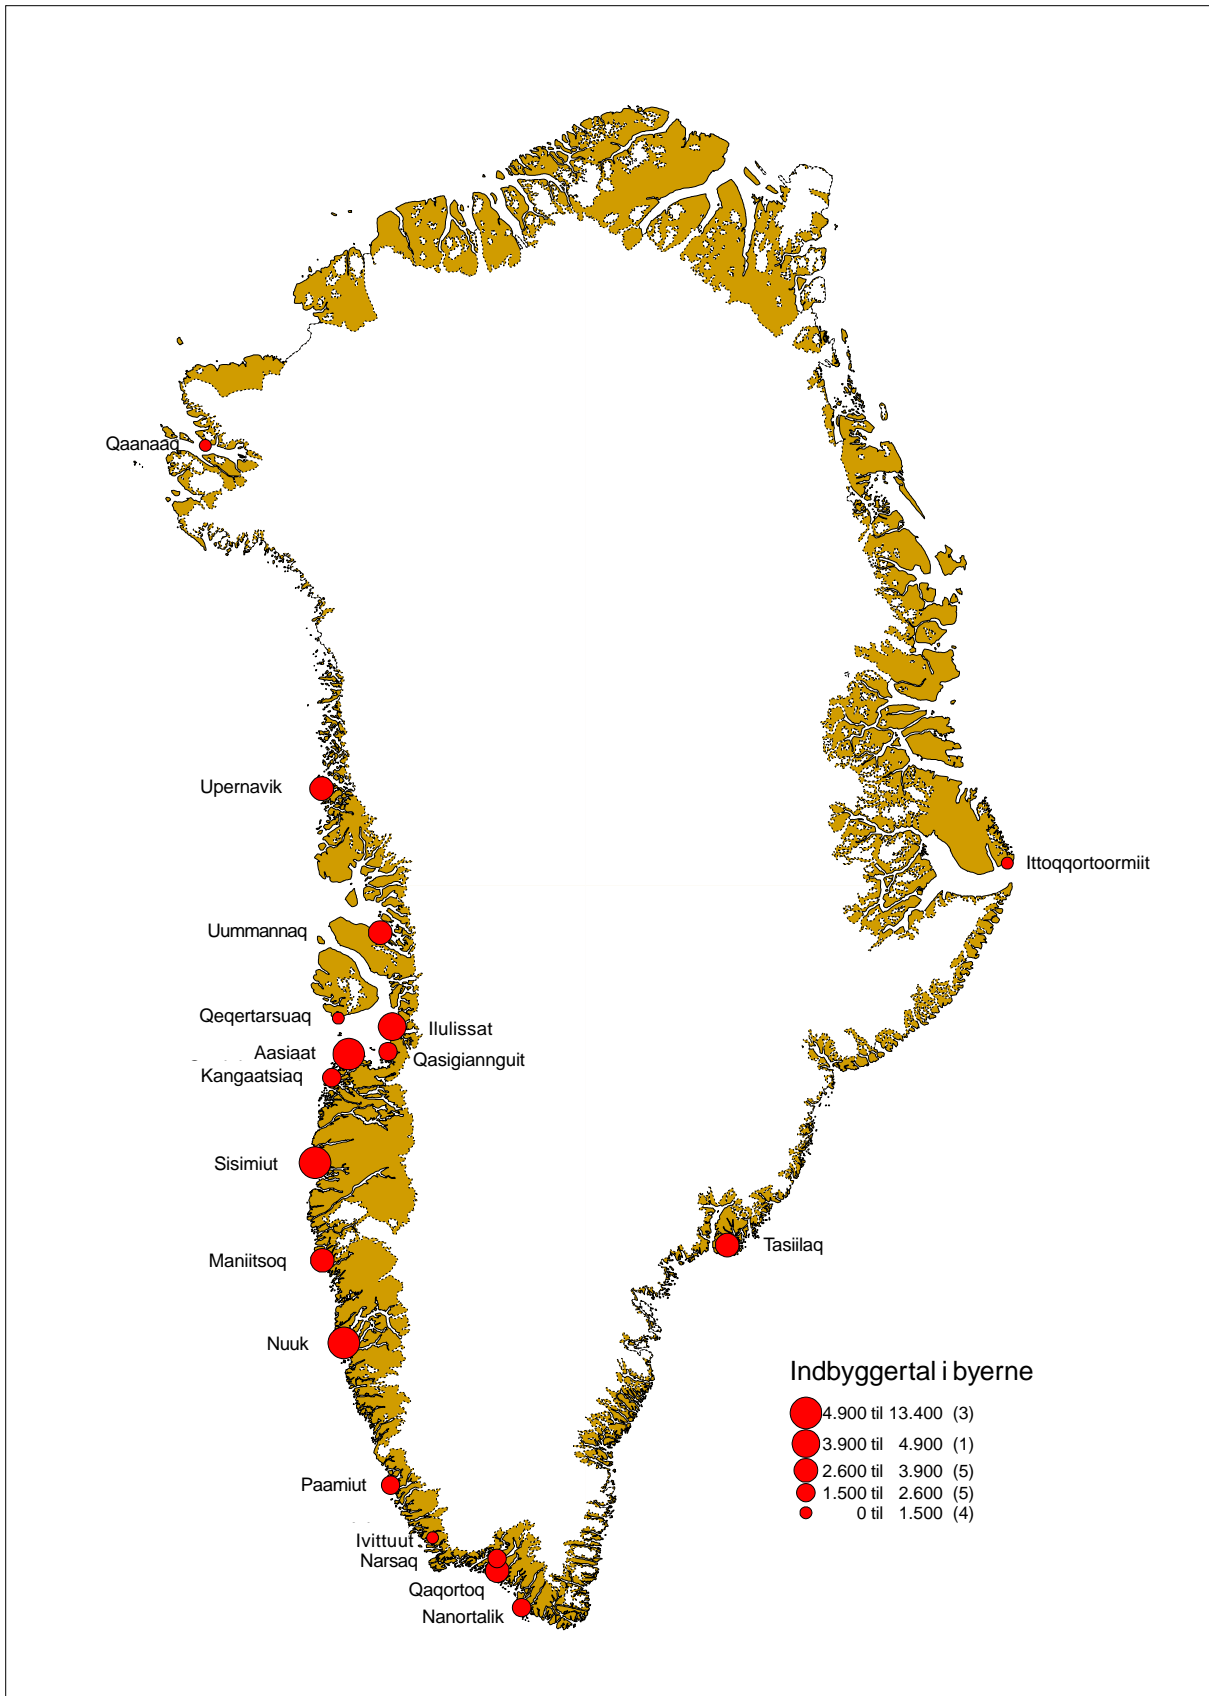 Qaanaaq
Upernavik
Ittoqqortoormiit
Uummannaq
Qeqertarsuaq
Ilulissat
Aasiaat
Qasigiannguit
Kangaatsiaq
Sisimiut
Maniitsoq
Tasiilaq
Nuuk
Indbyggertal i byerne
4.900 til 13.400 (3)
3.900 til 4.900 (1)
2.600 til 3.900 (5)
1.500 til 2.600 (5)
0 til 1.500 (4)
Paamiut
Ivittuut
Narsaq
Qaqortoq
Nanortalik